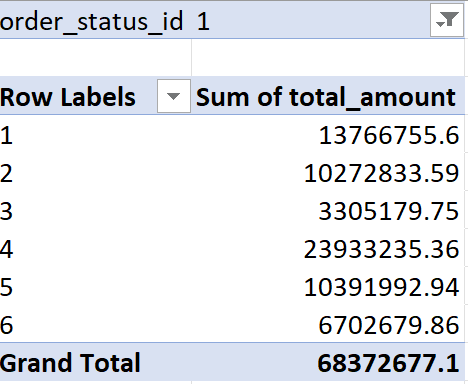 order_status_id 1
Row Labels Sum of total_amount
1 13766755.6
2 10272833.59
3 3305179.75
4 23933235.36
5 10391992.94
6 6702679.86
Grand Total 68372677.1